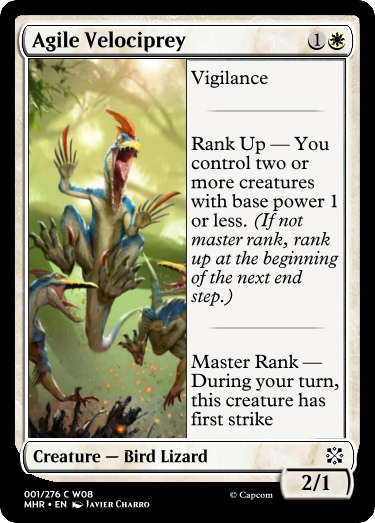 Agile Velociprey
1
Vigilance
Rank Up — You
control two or
more creatures
with base power 1
or less. (If not
master rank, rank
up at the beginning
of the next end
step.)
Master Rank —
During your turn,
this creature has
first strike
Creature — Bird Lizard
2/1
001/276 C W08
MHR • EN Javier Charro
© Capcom